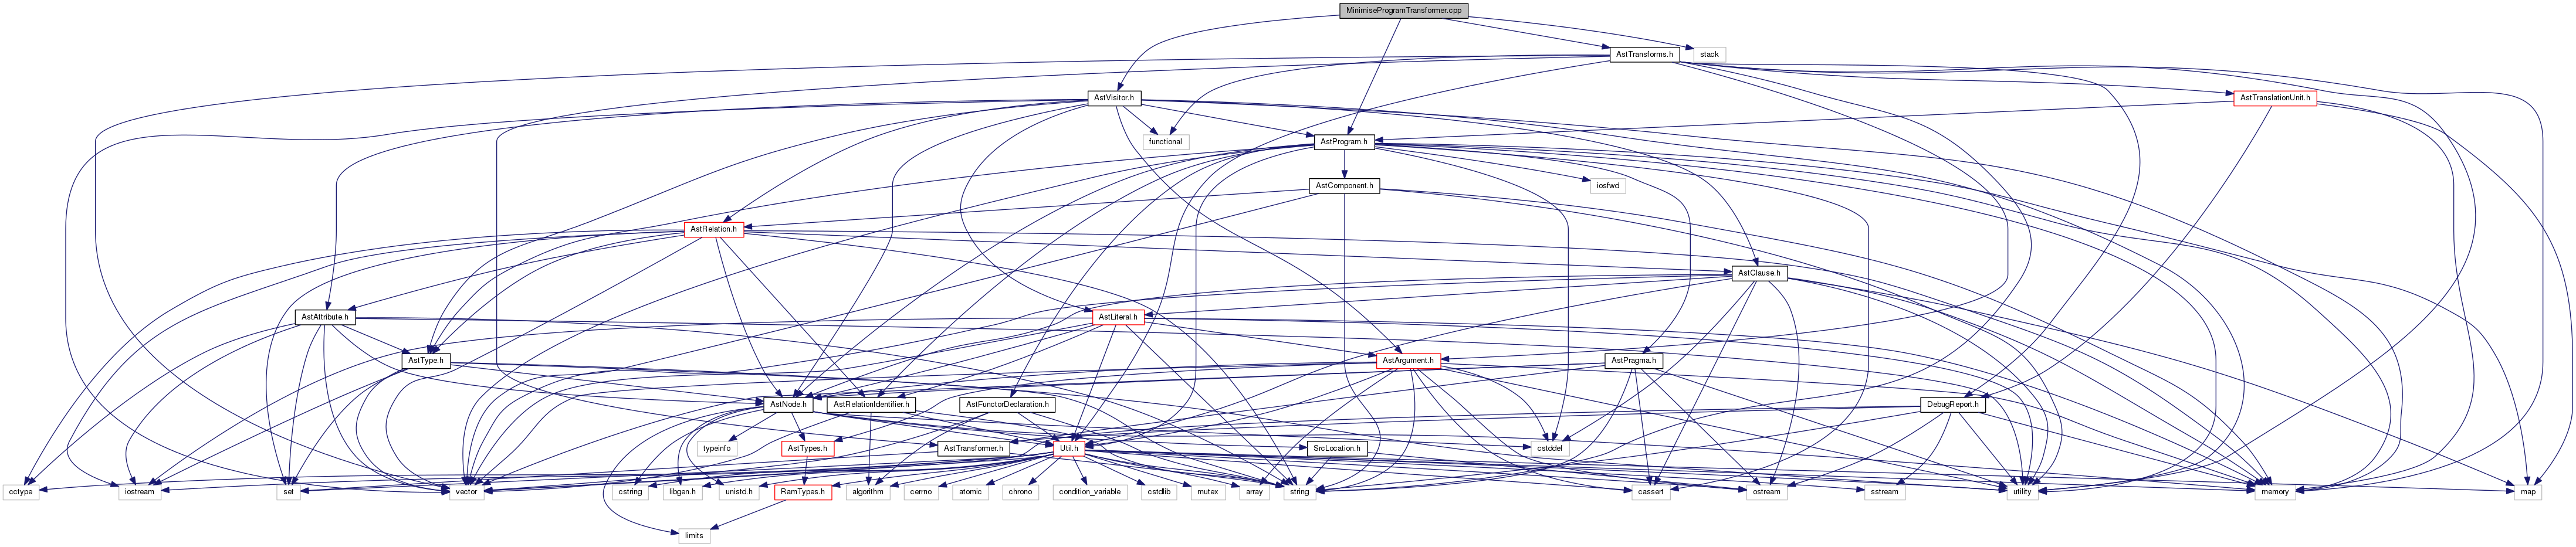 MinimiseProgramTransformer.cpp
AstTransforms.h
stack
AstVisitor.h
AstTranslationUnit.h
functional
AstProgram.h
AstComponent.h
iosfwd
AstRelation.h
AstClause.h
AstAttribute.h
AstLiteral.h
AstType.h
AstArgument.h
AstPragma.h
AstNode.h
AstRelationIdentifier.h
AstFunctorDeclaration.h
DebugReport.h
typeinfo
AstTypes.h
AstTransformer.h
Util.h
SrcLocation.h
cstddef
cctype
iostream
set
vector
cstring
libgen.h
unistd.h
RamTypes.h
algorithm
cermo
atomic
chrono
condition_variable
cstdlib
mutex
array
string
cassert
ostream
sstream
utility
memory
map
limits